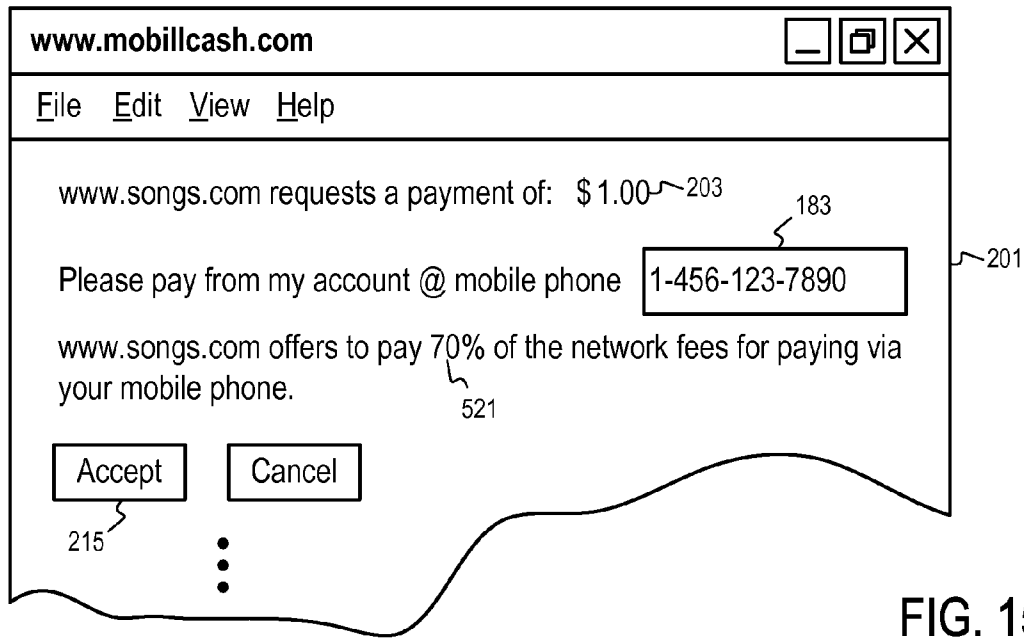 www.mobillcash.com
File Edit View Help
www.songs.com requests a payment of: $1.00 203
183
Please pay from my account @ mobile phone 1-456-123-7890
201
www.songs.com offers to pay 70% of the network fees for paying via
your mobile phone.
521
Accept Cancel
215
FIG.